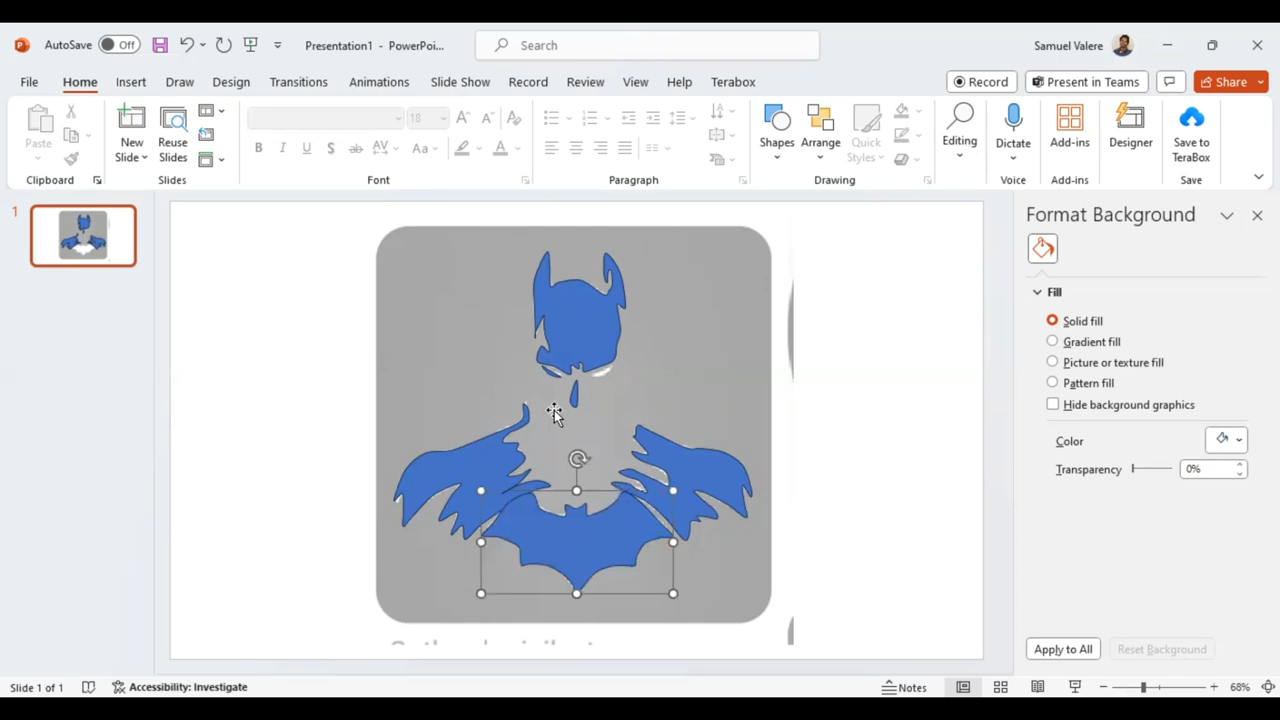 AutoSave Off Presentation1 - PowerPoi... Search Samuel Valere
File Home Insert Draw Design Transitions Animations Slide Show Record Review View Help Terabox Record Present in Teams Share
Paste New Slide Reuse Slides 18 Shapes Arrange Quick Styles Editing Dictate Add-ins Designer Save to TeraBox
Clipboard Slides Font Paragraph Drawing Voice Add-ins Save
1
Format Background
Fill
Solid fill
Gradient fill
Picture or texture fill
Pattern fill
Hide background graphics
Color
Transparency 0%
Apply to All Reset Background
Slide 1 of 1 Accessibility: Investigate Notes 68%